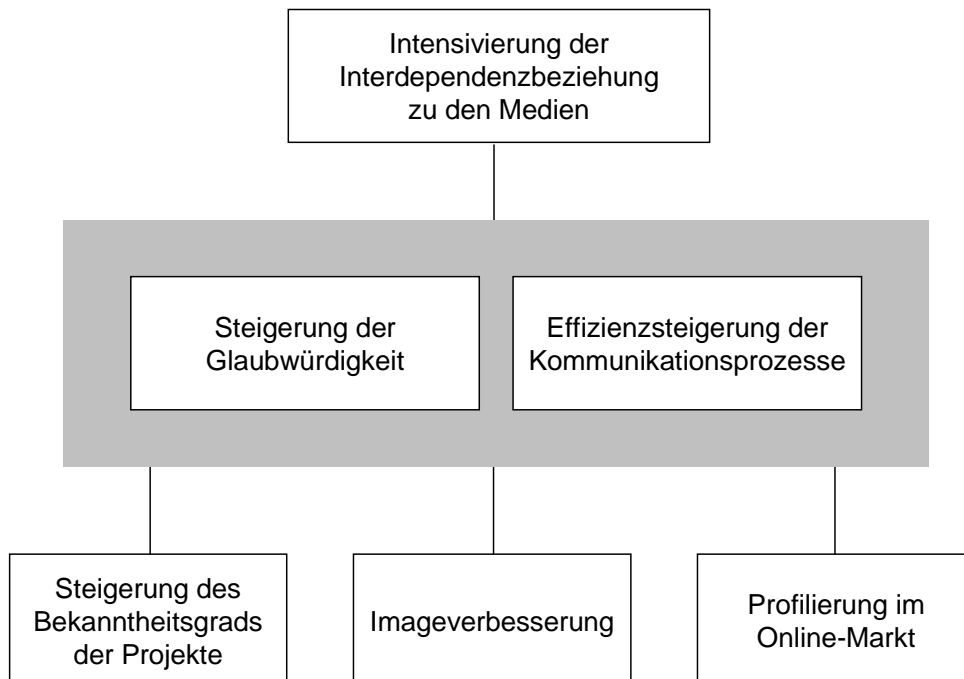 Intensivierung der
Interdependenzbeziehung
zu den Medien
Steigerung der
Glaubwürdigkeit
Effizienzsteigerung der
Kommunikationsprozesse
Steigerung des
Bekanntheitsgrads
der Projekte
Imageverbesserung
Profilierung im
Online-Markt